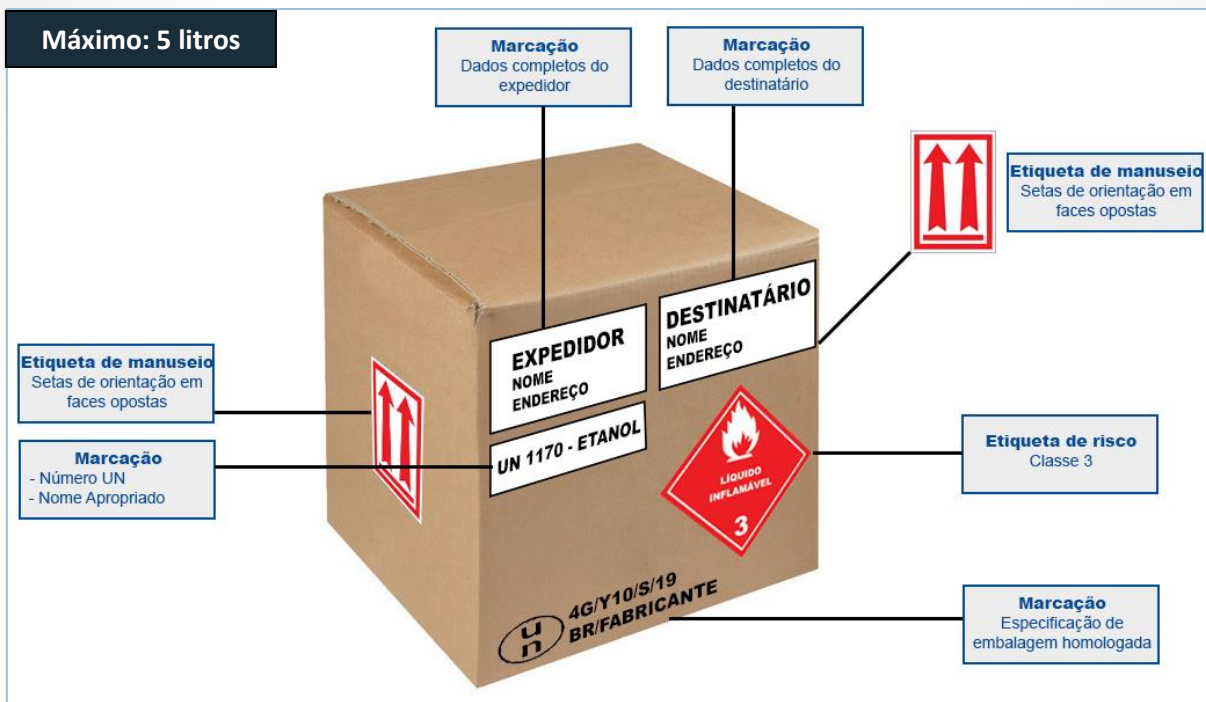 Máximo: 5 litros
Marcação
Dados completos do
expedidor
Marcação
Dados completos do
destinatário
Etiqueta de manuseio
Setas de orientação em
faces opostas
EXPEDIDOR
NOME
ENDEREÇO
DESTINATÁRIO
NOME
ENDEREÇO
Etiqueta de manuseio
Setas de orientação em
faces opostas
UN 1170 - ETANOL
Marcação
- Número UN
- Nome Apropriado
LÍQUIDO
INFLAMÁVEL
3
Etiqueta de risco
Classe 3
un
4G/Y10/S/19
BR/FABRICANTE
Marcação
Especificação de
embalagem homologada